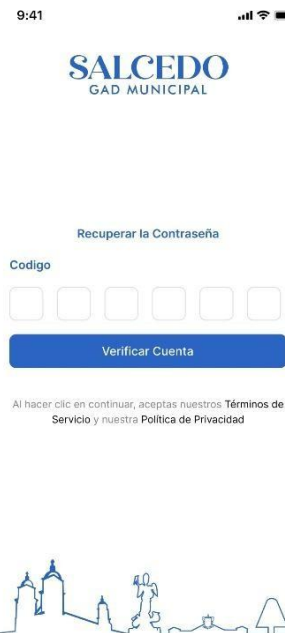 9:41
SALCEDO
GAD MUNICIPAL
Recuperar la Contraseña
Codigo
Verificar Cuenta
Al hacer clic en continuar, aceptas nuestros Términos de
Servicio y nuestra Política de Privacidad